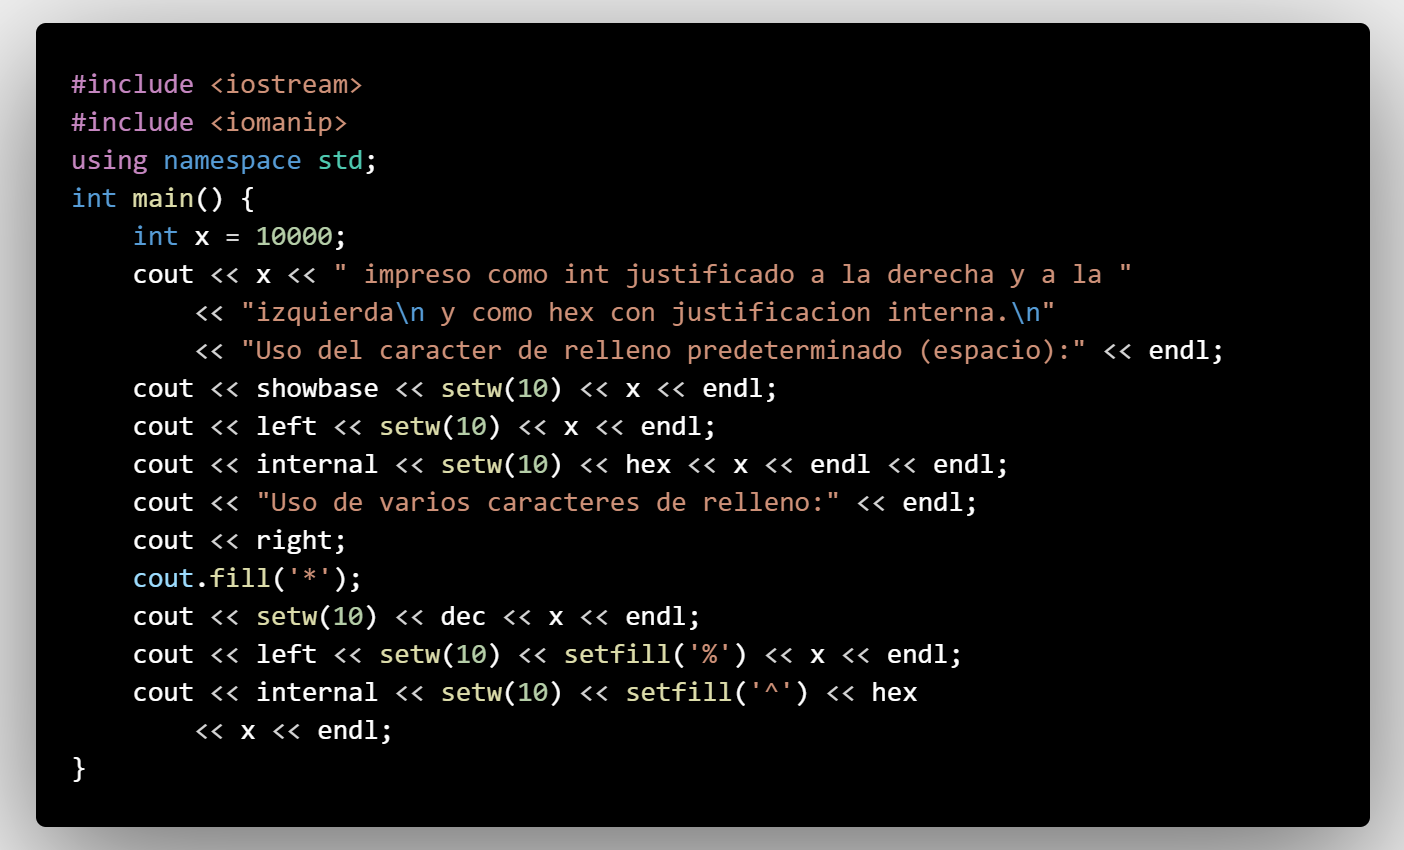 #include <iostream>
#include <iomanip>
using namespace std;
int main() {
    int x = 10000;
    cout << x << " impreso como int justificado a la derecha y a la "
        << "izquierda\n y como hex con justificacion interna.\n"
        << "Uso del caracter de relleno predeterminado (espacio):" << endl;
    cout << showbase << setw(10) << x << endl;
    cout << left << setw(10) << x << endl;
    cout << internal << setw(10) << hex << x << endl << endl;
    cout << "Uso de varios caracteres de relleno:" << endl;
    cout << right;
    cout.fill('*');
    cout << setw(10) << dec << x << endl;
    cout << left << setw(10) << setfill('%') << x << endl;
    cout << internal << setw(10) << setfill('^') << hex
        << x << endl;
}